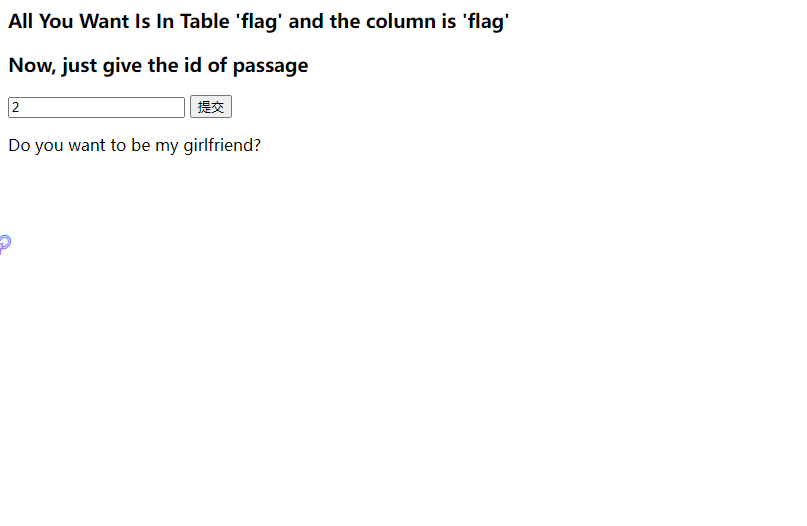 All You Want Is In Table 'flag' and the column is 'flag'
Now, just give the id of passage
2 提交
Do you want to be my girlfriend?